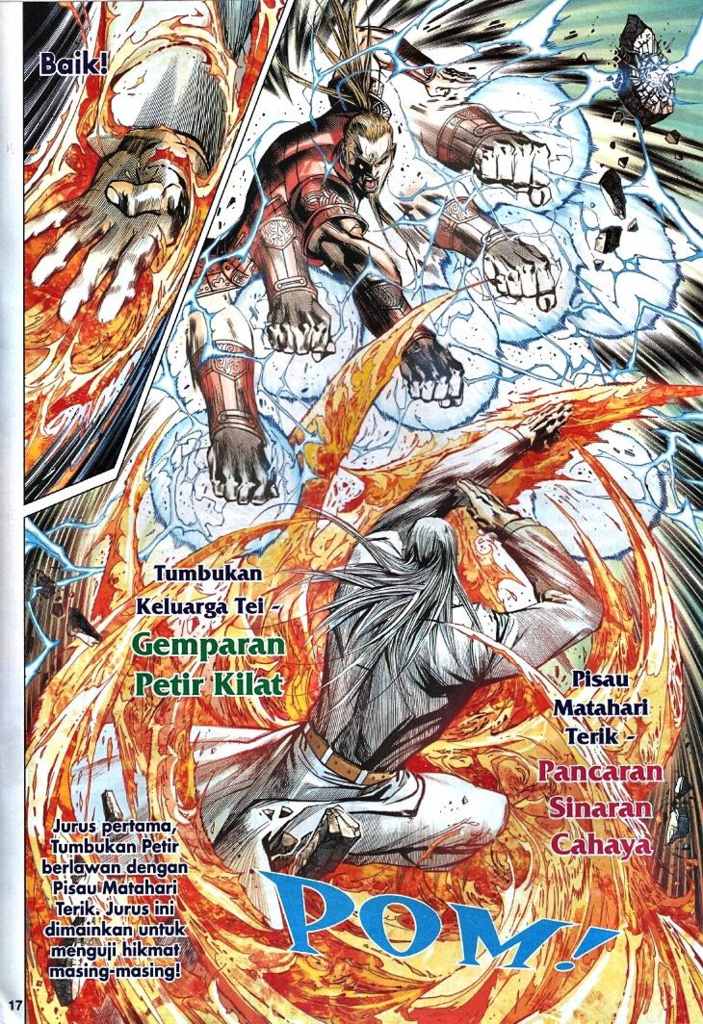 Baik!
Tumbukan
Keluarga Tei -
Gemparan
Petir Kilat
Pisau
Matahari
Terik -
Pancaran
Sinaran
Cahaya
Jurus pertama,
Tumbukan Petir
berlawan dengan
Pisau Matahari
Terik. Jurus ini
dimainkan untuk
menguji hikmat
masing-masing!
POM!
17